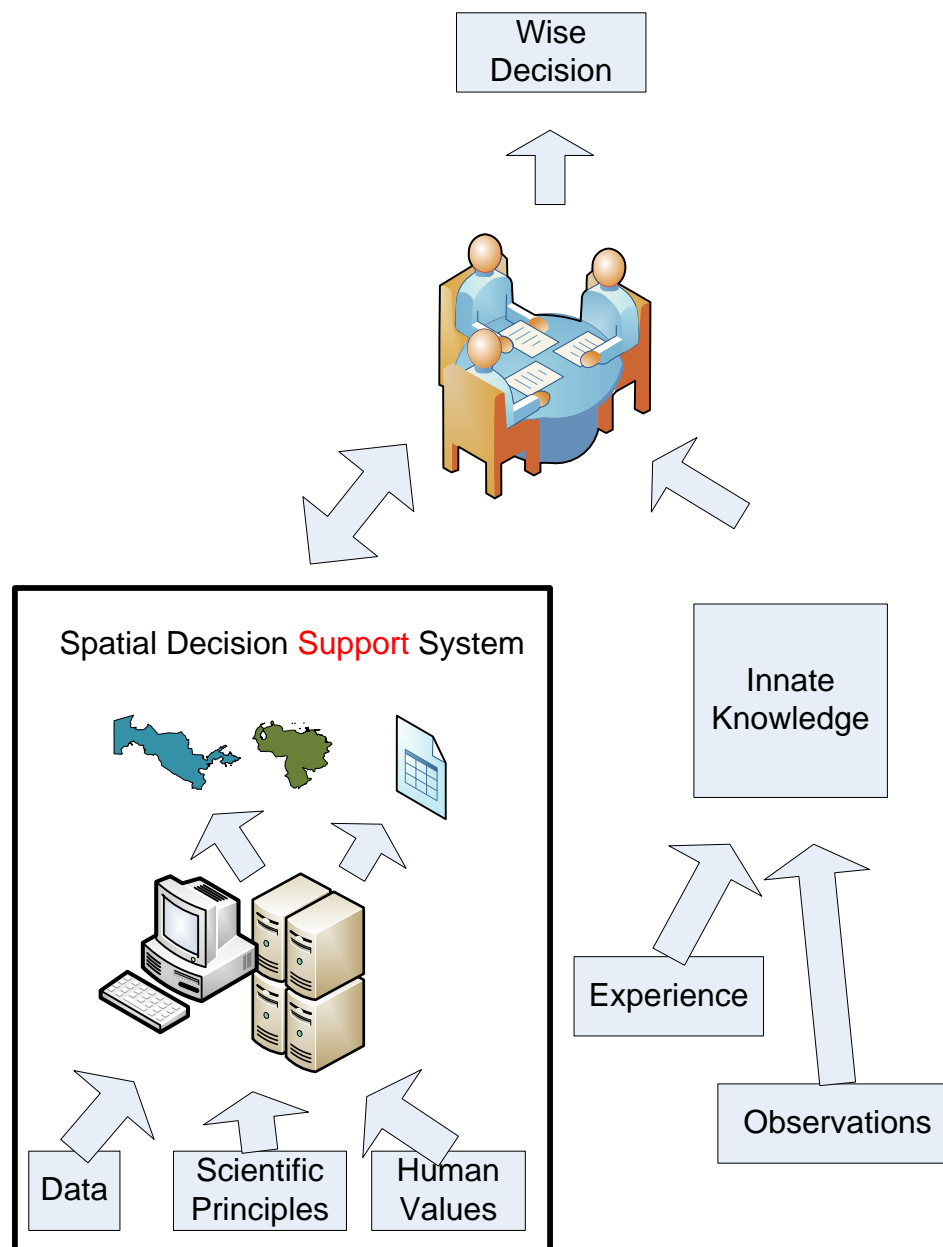 Wise
Decision
Spatial Decision Support System
Innate
Knowledge
Experience
Observations
Data
Scientific
Principles
Human
Values